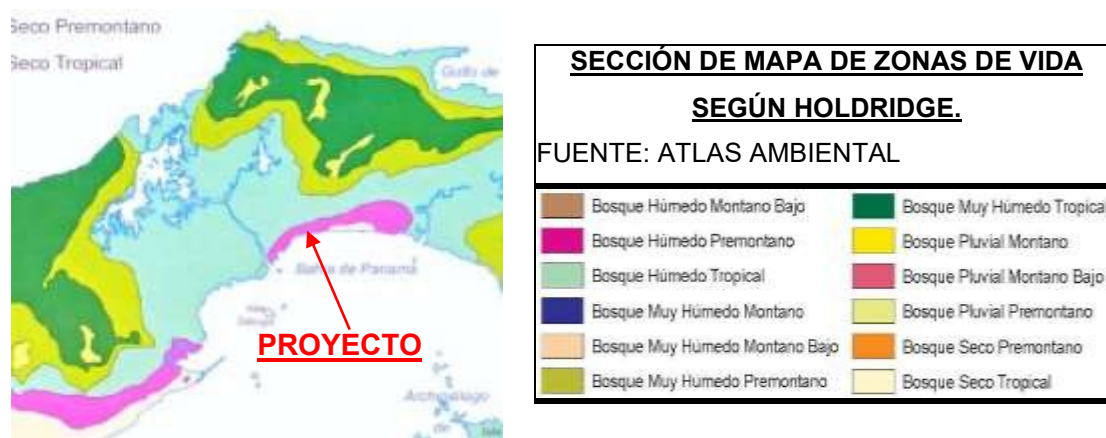 Seco Premontano
Seco Tropical
Golfo de
Bahía de Panamá
PROYECTO
Archipiélago
de
SECCIÓN DE MAPA DE ZONAS DE VIDA
SEGÚN HOLDRIDGE.
FUENTE: ATLAS AMBIENTAL
Bosque Húmedo Montano Bajo
Bosque Húmedo Premontano
Bosque Húmedo Tropical
Bosque Muy Húmedo Montano
Bosque Muy Húmedo Montano Bajo
Bosque Muy Húmedo Premontano
Bosque Muy Húmedo Tropical
Bosque Pluvial Montano
Bosque Pluvial Montano Bajo
Bosque Pluvial Premontano
Bosque Seco Premontano
Bosque Seco Tropical